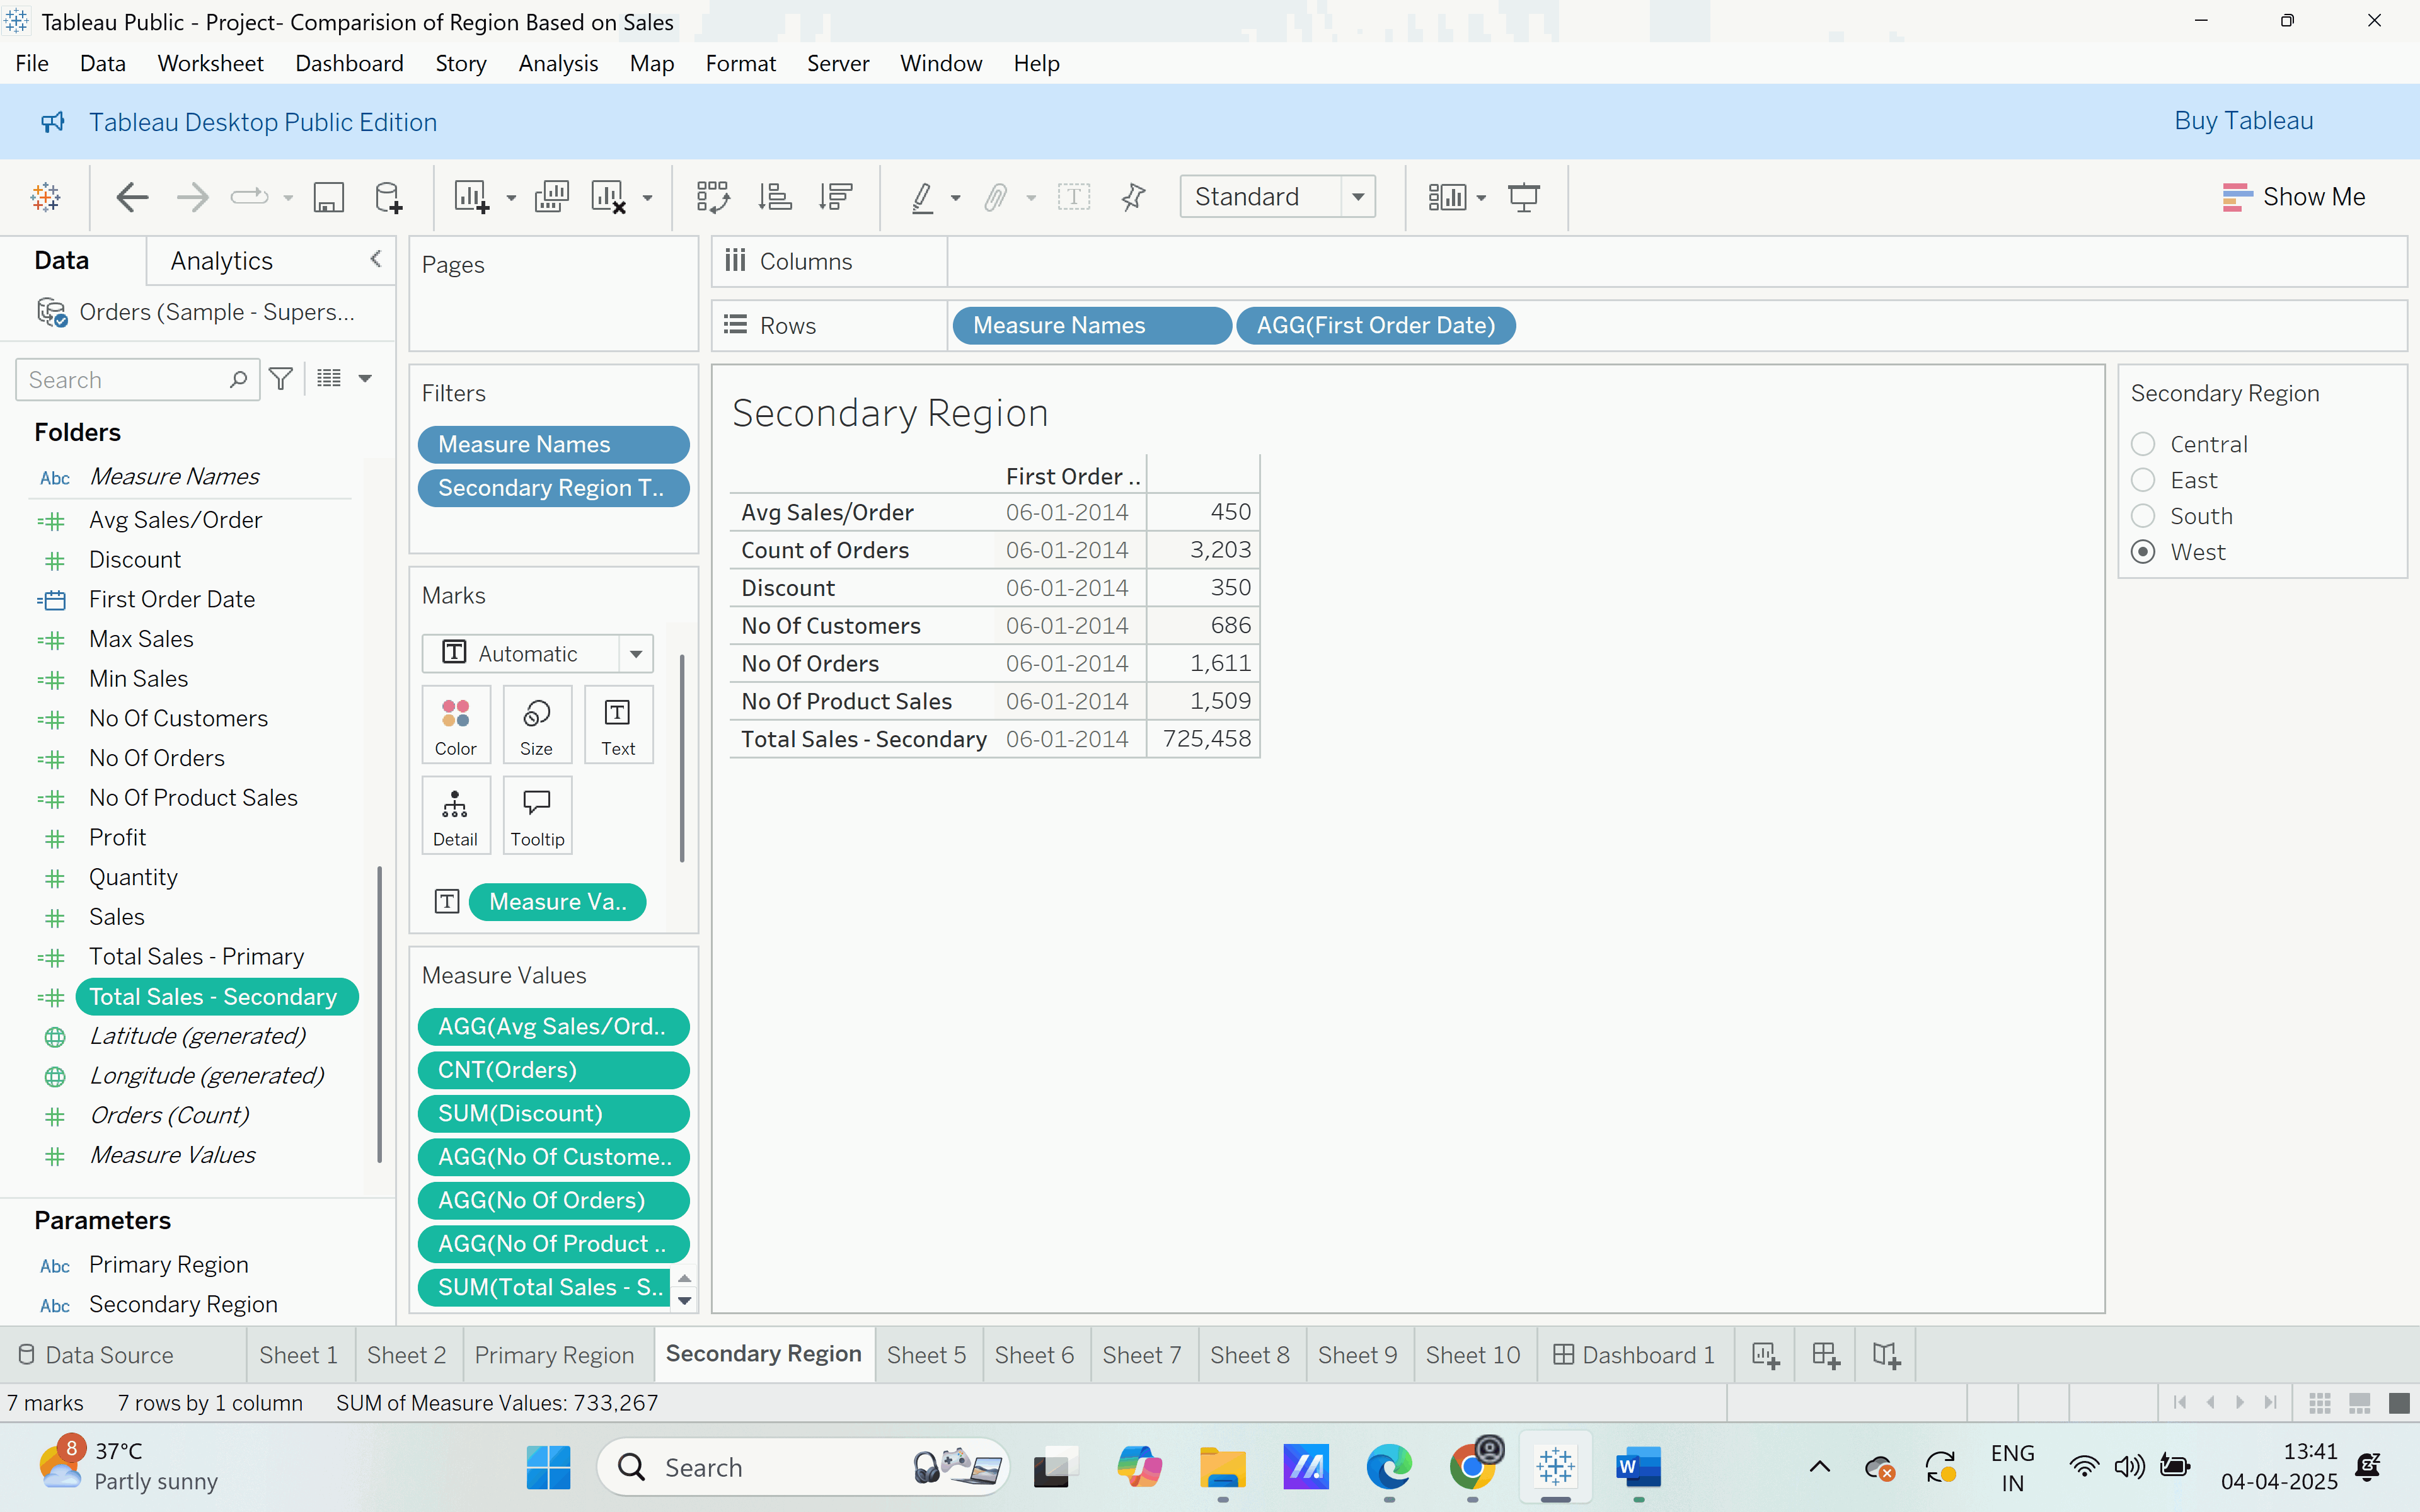 Tableau Public - Project- Comparision of Region Based on Sales
File Data Worksheet Dashboard Story Analysis Map Format Server Window Help
Tableau Desktop Public Edition
Buy Tableau
Standard
Show Me
Data
Analytics
Orders (Sample - Supers...
Search
Folders
Abc Measure Names
Avg Sales/Order
Discount
First Order Date
Max Sales
Min Sales
No Of Customers
No Of Orders
No Of Product Sales
Profit
Quantity
Sales
Total Sales - Primary
Total Sales - Secondary
Latitude (generated)
Longitude (generated)
Orders (Count)
Measure Values
Parameters
Abc Primary Region
Abc Secondary Region
Pages
Filters
Measure Names
Secondary Region T..
Marks
Automatic
Color Size Text
Detail Tooltip
Measure Va..
Measure Values
AGG(Avg Sales/Ord..
CNT(Orders)
SUM(Discount)
AGG(No Of Custome..
AGG(No Of Orders)
AGG(No Of Product ..
SUM(Total Sales - S..
Columns
Rows
Measure Names
AGG(First Order Date)
Secondary Region
First Order ..
Avg Sales/Order 06-01-2014 450
Count of Orders 06-01-2014 3,203
Discount 06-01-2014 350
No Of Customers 06-01-2014 686
No Of Orders 06-01-2014 1,611
No Of Product Sales 06-01-2014 1,509
Total Sales - Secondary 06-01-2014 725,458
Secondary Region
Central
East
South
West
Data Source Sheet 1 Sheet 2 Primary Region Secondary Region Sheet 5 Sheet 6 Sheet 7 Sheet 8 Sheet 9 Sheet 10 Dashboard 1
7 marks 7 rows by 1 column SUM of Measure Values: 733,267
8
37°C
Partly sunny
Search
ENG
IN
13:41
04-04-2025